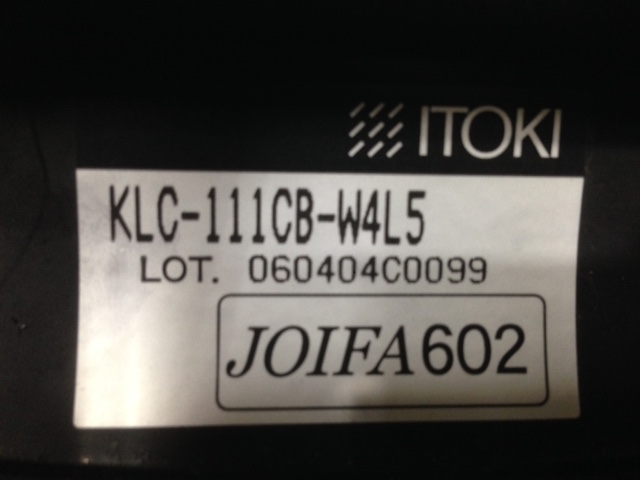 ITOKI
KLC-111CB-W4L5
LOT. 060404C0099
JOIFA602